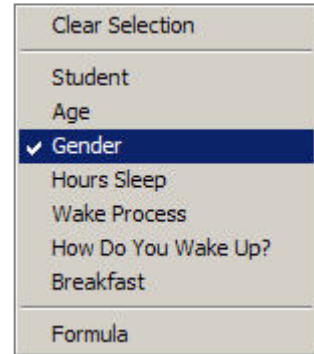 Clear Selection
Student
Age
Gender
Hours Sleep
Wake Process
How Do You Wake Up?
Breakfast
Formula